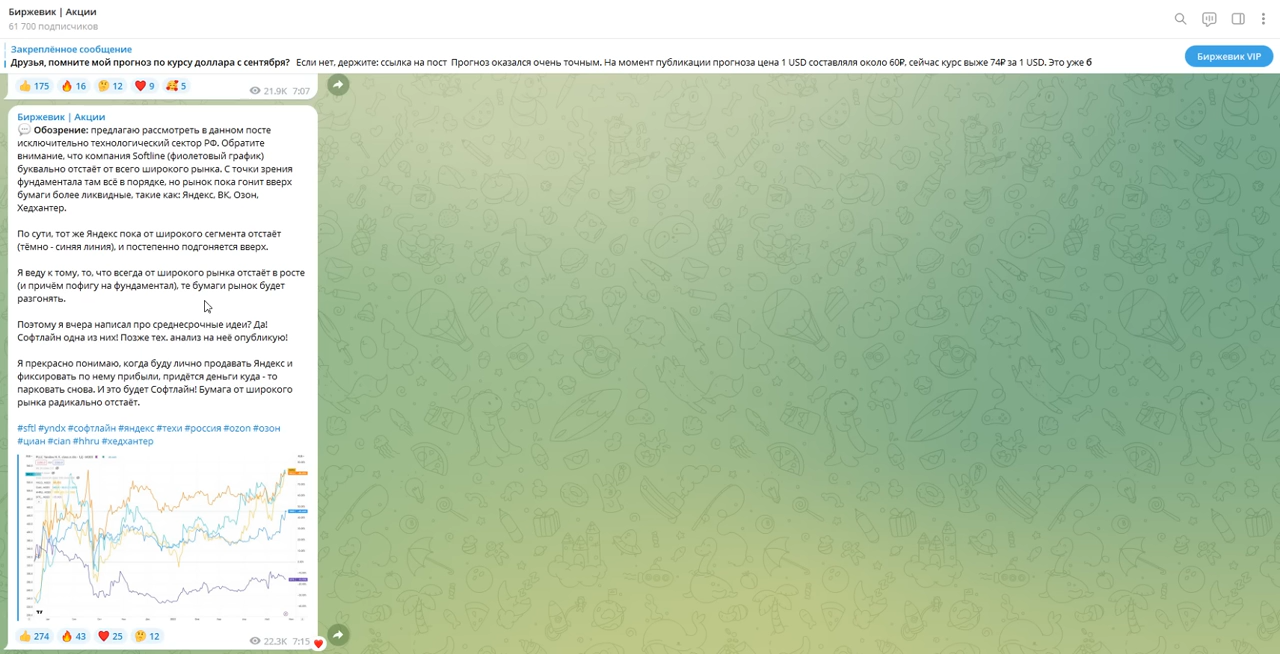 Биржевик | Акции
61 700 подписчиков
Закреплённое сообщение
Друзья, помните мой прогноз по курсу доллара с сентября? Если нет, держите: ссылка на пост Прогноз оказался очень точным. На момент публикации прогноза цена 1 USD составляла около 60₽, сейчас курс выше 74₽ за 1 USD. Это уже б
Биржевик VIP
175 16 12 9 5
21.9K 7:07
Биржевик | Акции
Обозрение: предлагаю рассмотреть в данном посте
исключительно технологический сектор РФ. Обратите
внимание, что компания Softline (фиолетовый график)
буквально отстаёт от всего широкого рынка. С точки зрения
фундаментала там всё в порядке, но рынок пока гонит вверх
бумаги более ликвидные, такие как: Яндекс, ВК, Озон,
Хедхантер.
По сути, тот же Яндекс пока от широкого сегмента отстаёт
(тёмно - синяя линия), и постепенно подгоняется вверх.
Я веду к тому, то, что всегда от широкого рынка отстаёт в росте
(и причём пофигу на фундаментал), те бумаги рынок будет
разгонять.
Поэтому я вчера написал про среднесрочные идеи? Да!
Софтлайн одна из них! Позже тех. анализ на неё опубликую!
Я прекрасно понимаю, когда буду лично продавать Яндекс и
фиксировать по нему прибыли, придётся деньги куда - то
парковать снова. И это будет Софтлайн! Бумага от широкого
рынка радикально отстаёт.
#sftl #yndx #софтлайн #яндекс #техи #россия #ozon #озон
#циан #cian #hhru #хедхантер
274 43 25 12
22.3K 7:15